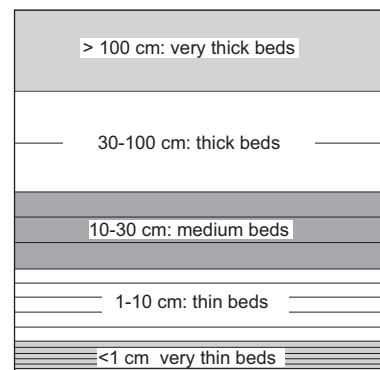 > 100 cm: very thick beds
30-100 cm: thick beds
10-30 cm: medium beds
1-10 cm: thin beds
<1 cm very thin beds